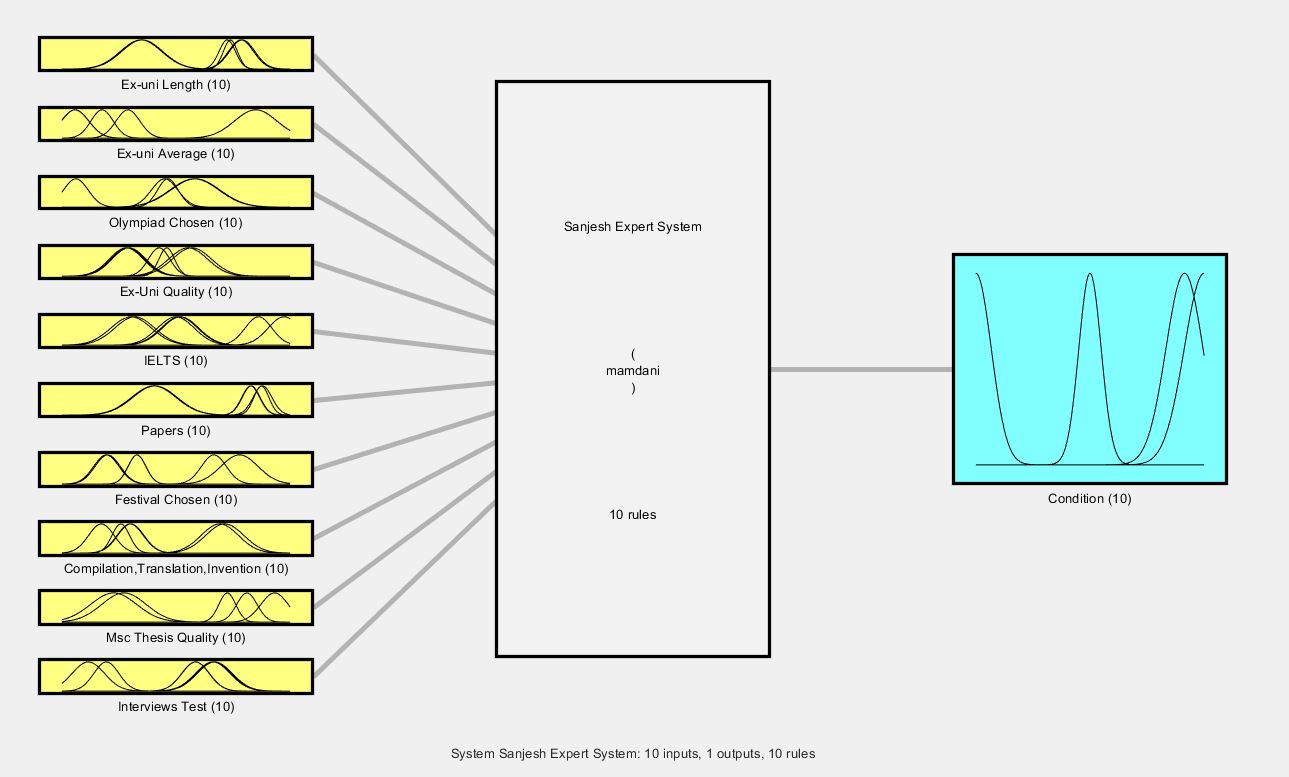 Ex-uni Length (10)
Ex-uni Average (10)
Olympiad Chosen (10)
Ex-Uni Quality (10)
IELTS (10)
Papers (10)
Festival Chosen (10)
Compilation,Translation,Invention (10)
Msc Thesis Quality (10)
Interviews Test (10)
Sanjesh Expert System
(
mamdani
)
10 rules
Condition (10)
System Sanjesh Expert System: 10 inputs, 1 outputs, 10 rules